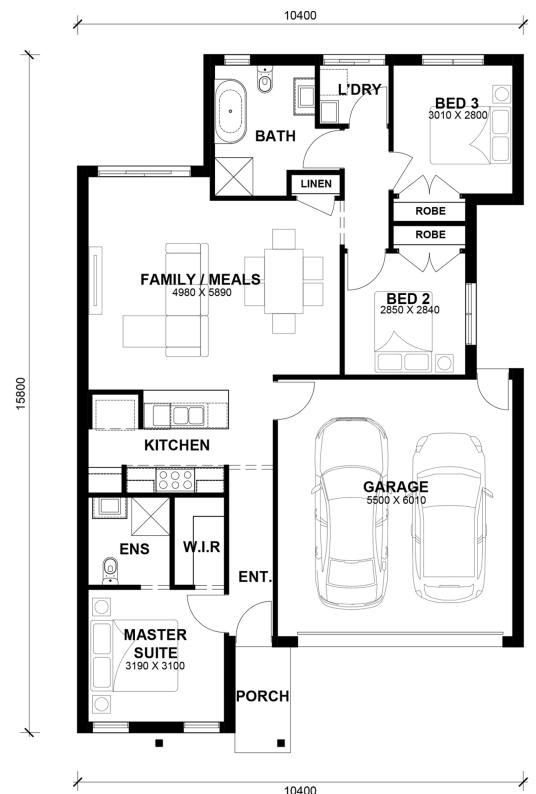 10400
L'DRY
BED 3
3010 X 2800
BATH
LINEN
ROBE
ROBE
FAMILY / MEALS
4980 X 5890
BED 2
2850 X 2840
15800
KITCHEN
GARAGE
5500 X 6010
ENS
W.I.R
ENT.
MASTER
SUITE
3190 X 3100
PORCH
10400